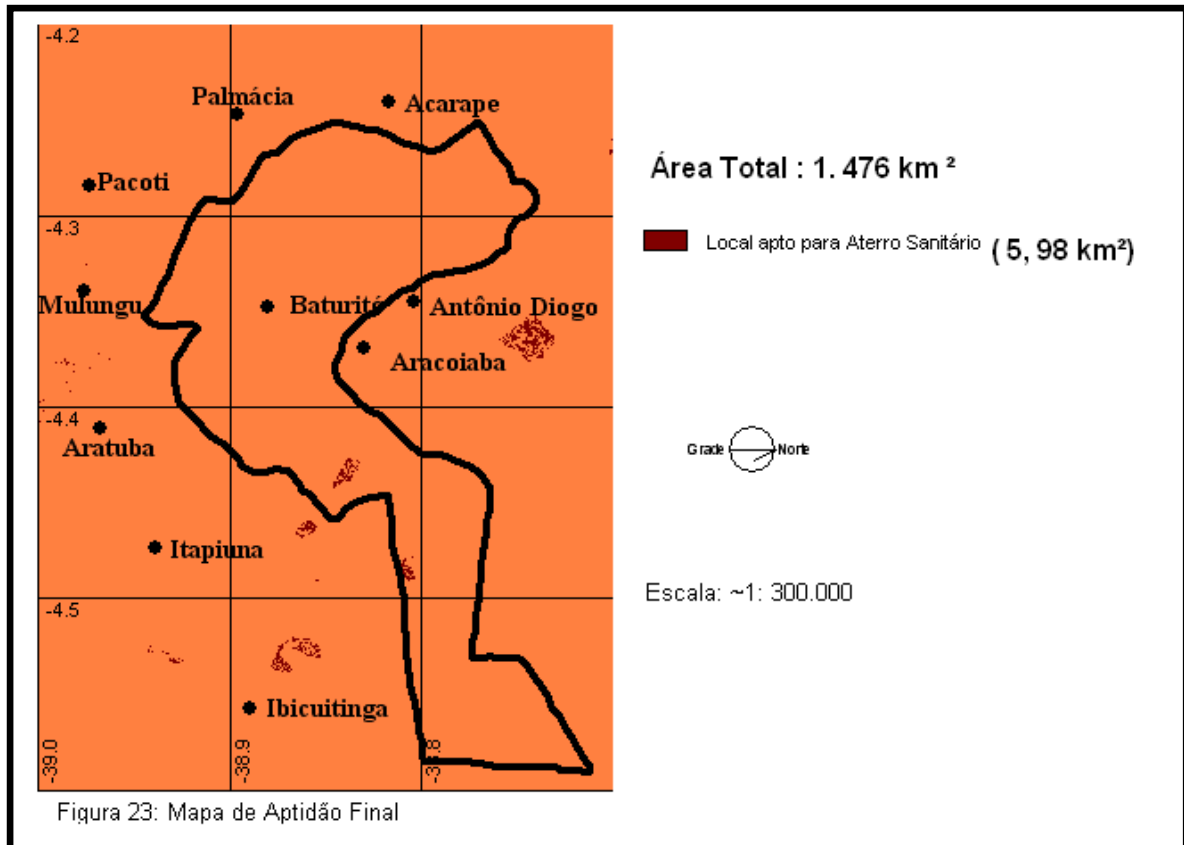 -4.2
Palmácia
Acarape
Pacoti
-4.3
Mulungu
Baturité
Antônio Diogo
Aracoiaba
-4.4
Aratuba
Itapiuna
-4.5
Ibicuitinga
-39.0
-38.9
-38.8
Figura 23: Mapa de Aptidão Final
Área Total : 1. 476 km ²
Local apto para Aterro Sanitário ( 5, 98 km²)
Grade Norte
Escala: ~1: 300.000